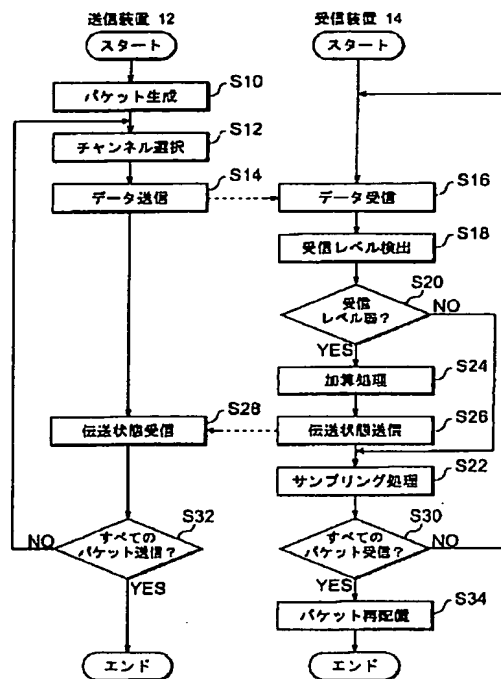 送信装置 12
スタート
S10
パケット生成
S12
チャンネル選択
S14
データ送信
S28
伝送状態受信
S32
すべての
パケット送信?
NO
YES
エンド
受信装置 14
スタート
S16
データ受信
S18
受信レベル検出
S20
受信
レベル弱?
NO
YES
S24
加算処理
S26
伝送状態送信
S22
サンプリング処理
S30
すべての
パケット受信?
NO
YES
S34
パケット再配置
エンド